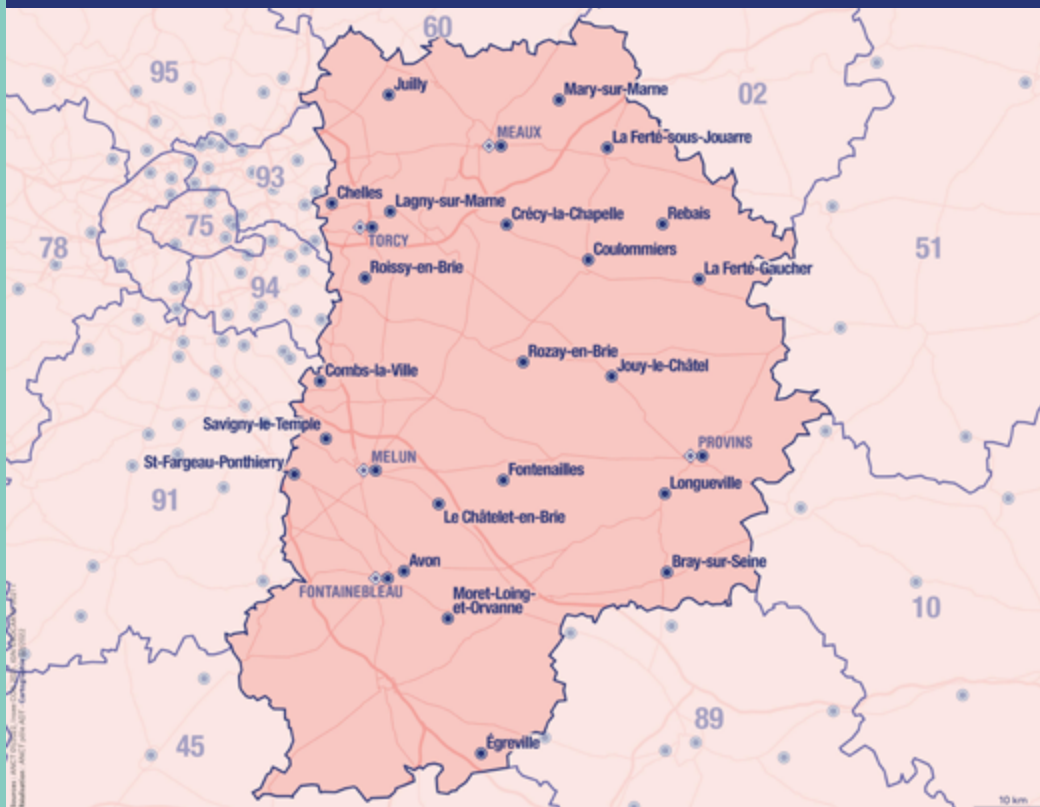 60
95
Juilly
Mary-sur-Marne
02
MEAUX
La Ferté-sous-Jouarre
93
Chelles
Lagny-sur-Marne
Crécy-la-Chapelle
Rebais
75
TORCY
78
Coulommiers
51
Roissy-en-Brie
La Ferté-Gaucher
94
Rozay-en-Brie
Jouy-le-Châtel
Combs-la-Ville
Savigny-le-Temple
PROVINS
MELUN
St-Fargeau-Ponthierry
Fontenailles
Longueville
91
Le Châtelet-en-Brie
Avon
Bray-sur-Seine
FONTAINEBLEAU
Moret-Loing-
et-Orvanne
10
89
45
Égreville
10 km